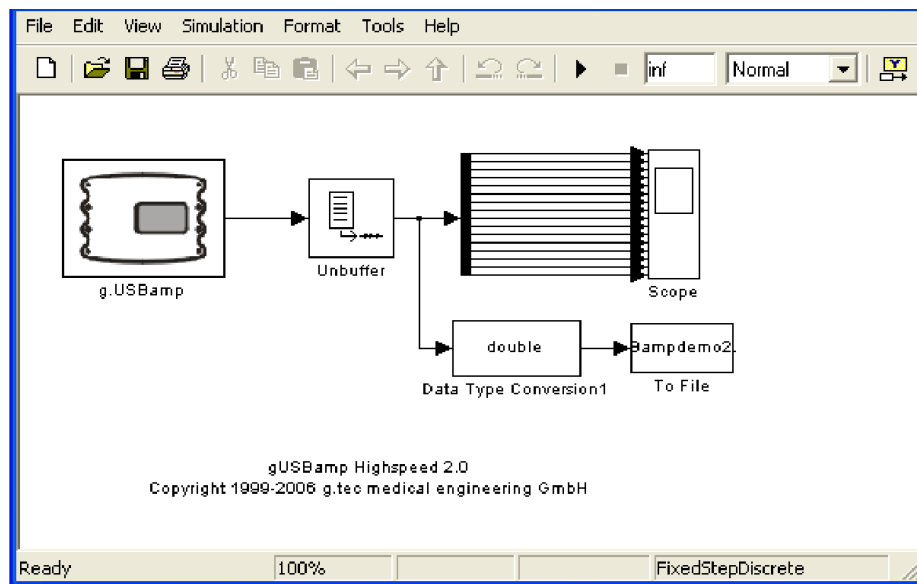 File Edit View Simulation Format Tools Help
inf Normal
g.USBamp
Unbuffer
Scope
double
Data Type Conversion1
Bampdemo2.
To File
gUSBamp Highspeed 2.0
Copyright 1999-2006 g.tec medical engineering GmbH
Ready 100% FixedStepDiscrete